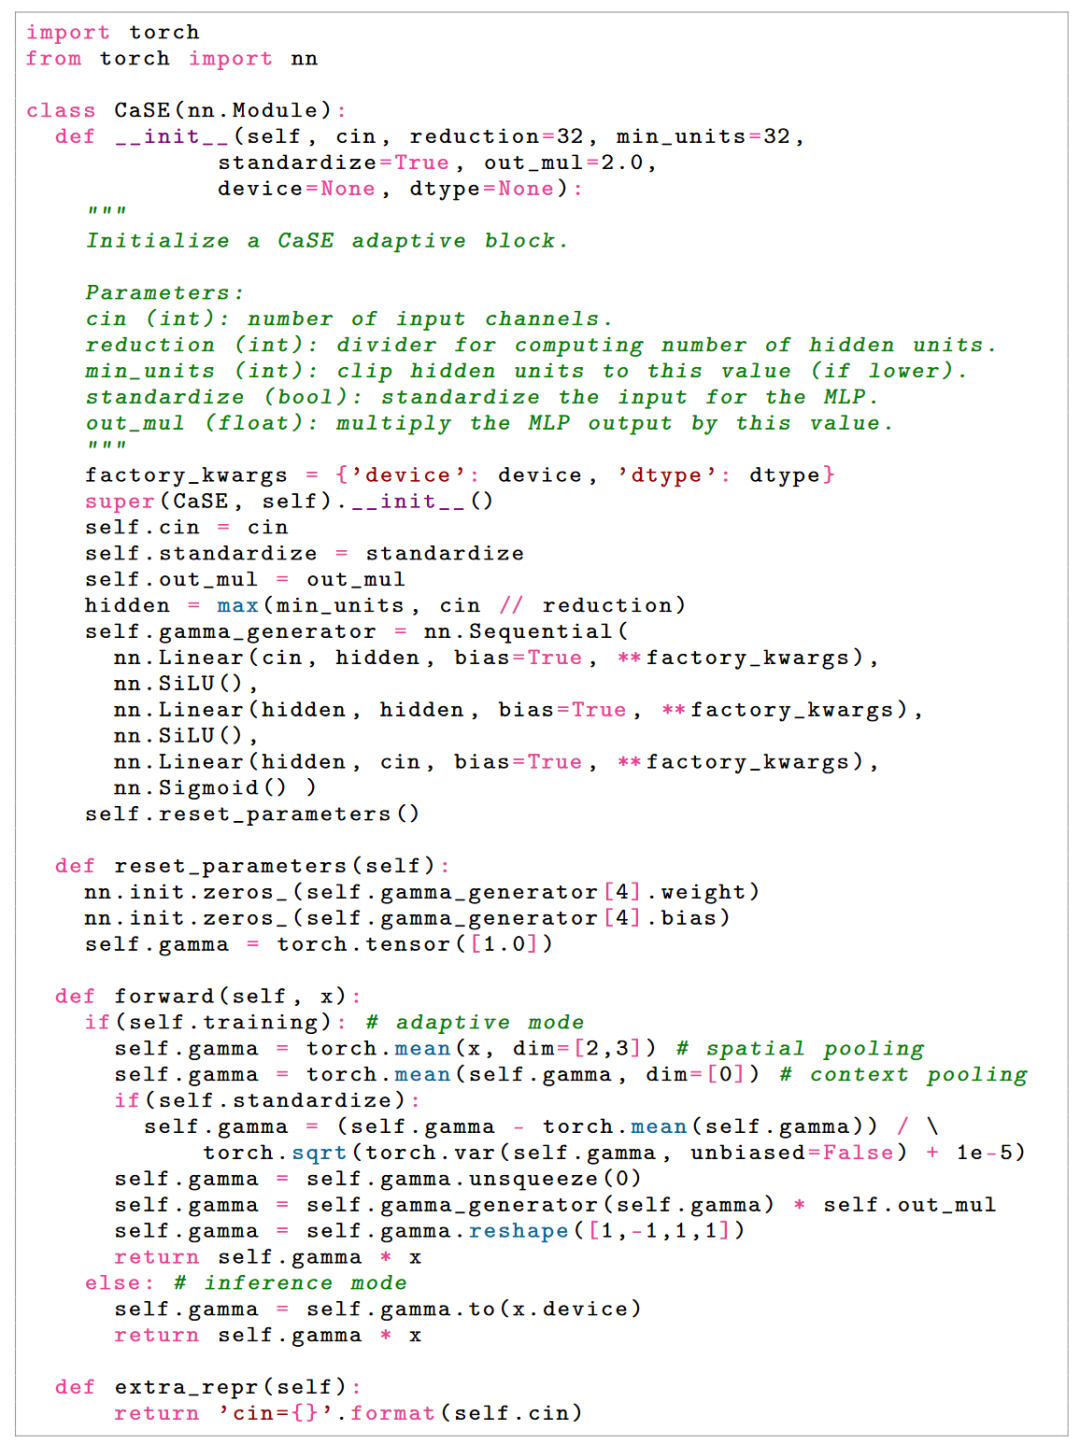 import torch
from torch import nn

class CaSE(nn.Module):
  def __init__(self, cin, reduction=32, min_units=32,
             standardize=True, out_mul=2.0,
             device=None, dtype=None):
    """
    Initialize a CaSE adaptive block.

    Parameters:
    cin (int): number of input channels.
    reduction (int): divider for computing number of hidden units.
    min_units (int): clip hidden units to this value (if lower).
    standardize (bool): standardize the input for the MLP.
    out_mul (float): multiply the MLP output by this value.
    """
    factory_kwargs = {’device’: device, ’dtype’: dtype}
    super(CaSE, self).__init__()
    self.cin = cin
    self.standardize = standardize
    self.out_mul = out_mul
    hidden = max(min_units, cin // reduction)
    self.gamma_generator = nn.Sequential(
      nn.Linear(cin, hidden, bias=True, **factory_kwargs),
      nn.SiLU(),
      nn.Linear(hidden, hidden, bias=True, **factory_kwargs),
      nn.SiLU(),
      nn.Linear(hidden, cin, bias=True, **factory_kwargs),
      nn.Sigmoid() )
    self.reset_parameters()

  def reset_parameters(self):
    nn.init.zeros_(self.gamma_generator[4].weight)
    nn.init.zeros_(self.gamma_generator[4].bias)
    self.gamma = torch.tensor([1.0])

  def forward(self, x):
    if(self.training): # adaptive mode
      self.gamma = torch.mean(x, dim=[2,3]) # spatial pooling
      self.gamma = torch.mean(self.gamma, dim=[0]) # context pooling
      if(self.standardize):
        self.gamma = (self.gamma - torch.mean(self.gamma)) / \
            torch.sqrt(torch.var(self.gamma, unbiased=False) + 1e-5)
      self.gamma = self.gamma.unsqueeze(0)
      self.gamma = self.gamma_generator(self.gamma) * self.out_mul
      self.gamma = self.gamma.reshape([1,-1,1,1])
      return self.gamma * x
    else: # inference mode
      self.gamma = self.gamma.to(x.device)
      return self.gamma * x

  def extra_repr(self):
      return ’cin={}’.format(self.cin)